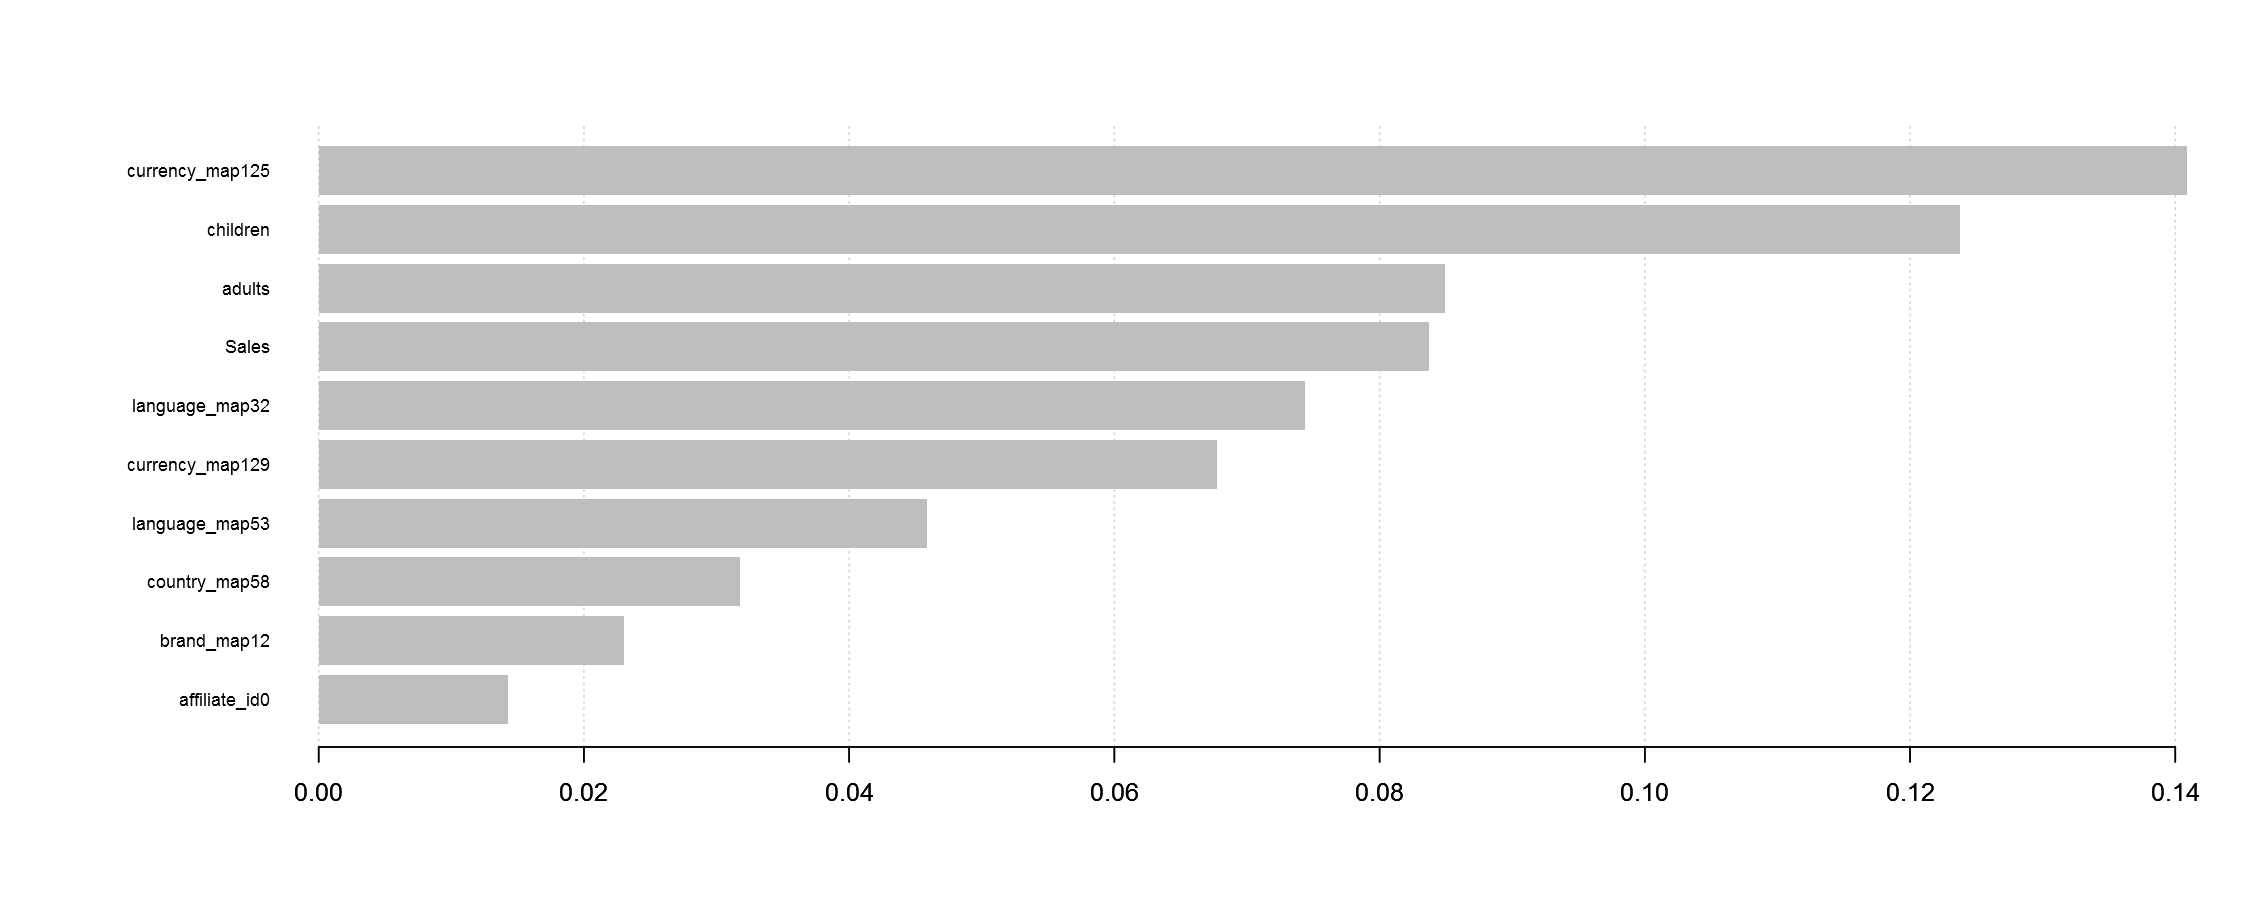 currency_map125
children
adults
Sales
language_map32
currency_map129
language_map53
country_map58
brand_map12
affiliate_id0
0.00 0.02 0.04 0.06 0.08 0.10 0.12 0.14